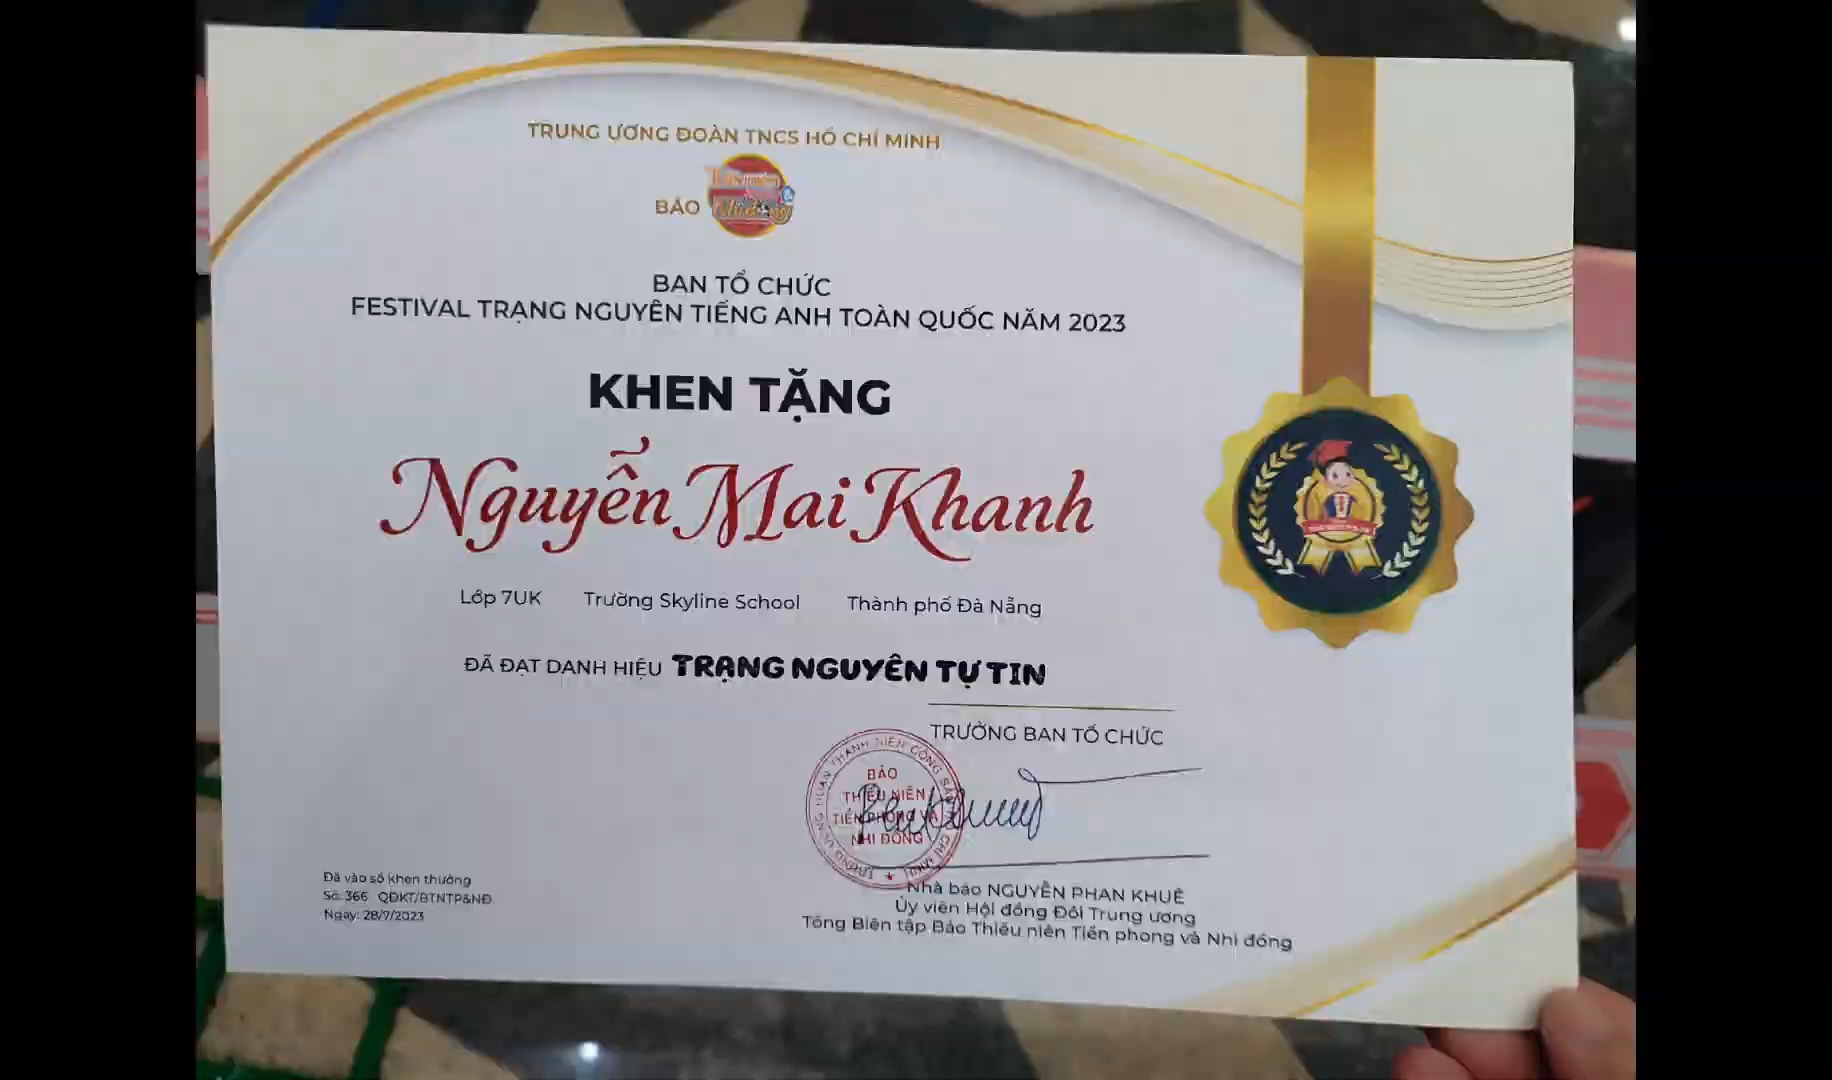 TRUNG ƯƠNG ĐOÀN TNCS HỒ CHÍ MINH
BÁO
BAN TỔ CHỨC
FESTIVAL TRẠNG NGUYÊN TIẾNG ANH TOÀN QUỐC NĂM 2023
KHEN TẶNG
Nguyễn Mai Khanh
Lớp 7UK Trường Skyline School Thành phố Đà Nẵng
ĐÃ ĐẠT DANH HIỆU TRẠNG NGUYÊN TỰ TIN
TRƯỞNG BAN TỔ CHỨC
BÁO
THIẾU NIÊN
TIỀN PHONG VÀ
NHI ĐỒNG
Đã vào sổ khen thưởng
Số: 366 QĐKT/BTNTP&NĐ
Ngày: 28/7/2023
Nhà báo NGUYỄN PHAN KHUÊ
Ủy viên Hội đồng Đội Trung ương
Tổng Biên tập Báo Thiếu niên Tiền phong và Nhi đồng